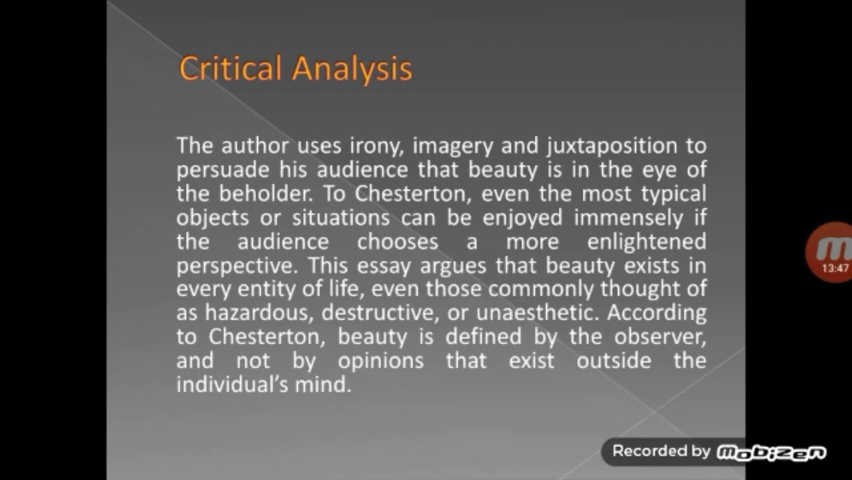 Critical Analysis
The author uses irony, imagery and juxtaposition to
persuade his audience that beauty is in the eye of
the beholder. To Chesterton, even the most typical
objects or situations can be enjoyed immensely if
the audience chooses a more enlightened
perspective. This essay argues that beauty exists in
every entity of life, even those commonly thought of
as hazardous, destructive, or unaesthetic. According
to Chesterton, beauty is defined by the observer,
and not by opinions that exist outside the
individual's mind.
13:47
Recorded by mobizen